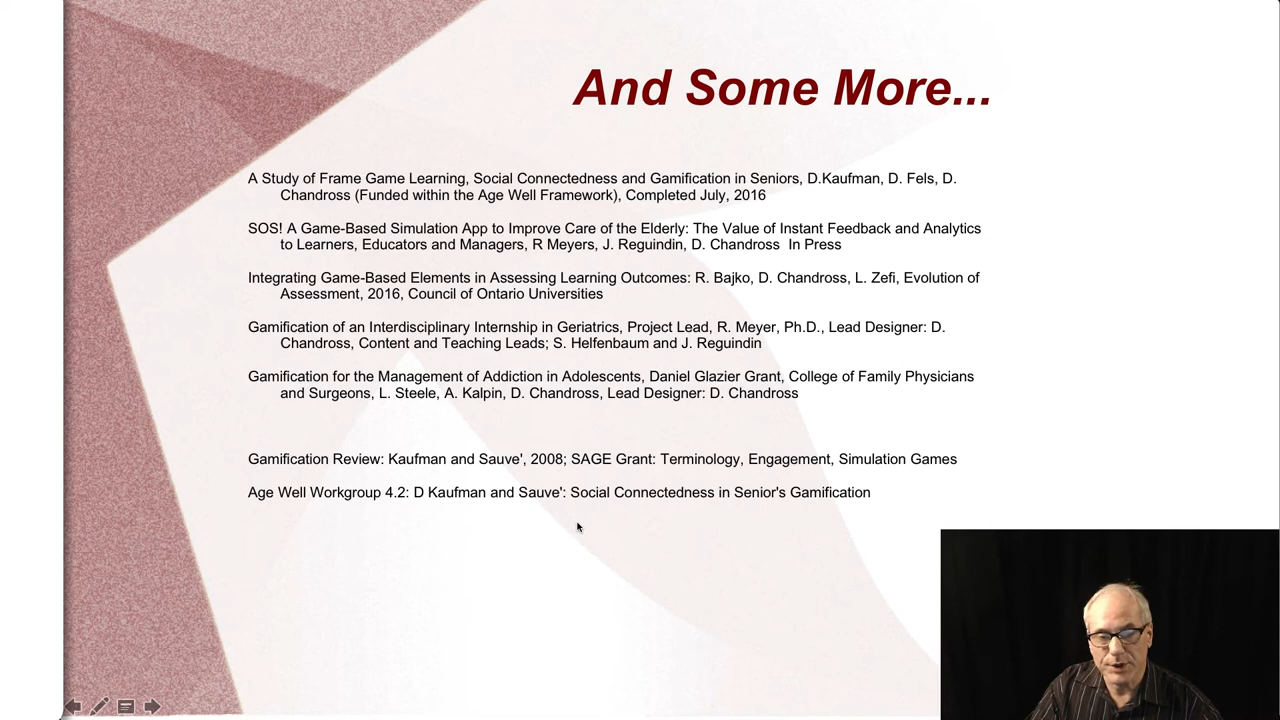 And Some More...
A Study of Frame Game Learning, Social Connectedness and Gamification in Seniors, D.Kaufman, D. Fels, D.
Chandross (Funded within the Age Well Framework), Completed July, 2016
SOS! A Game-Based Simulation App to Improve Care of the Elderly: The Value of Instant Feedback and Analytics
to Learners, Educators and Managers, R Meyers, J. Reguindin, D. Chandross  In Press
Integrating Game-Based Elements in Assessing Learning Outcomes: R. Bajko, D. Chandross, L. Zefi, Evolution of
Assessment, 2016, Council of Ontario Universities
Gamification of an Interdisciplinary Internship in Geriatrics, Project Lead, R. Meyer, Ph.D., Lead Designer: D.
Chandross, Content and Teaching Leads; S. Helfenbaum and J. Reguindin
Gamification for the Management of Addiction in Adolescents, Daniel Glazier Grant, College of Family Physicians
and Surgeons, L. Steele, A. Kalpin, D. Chandross, Lead Designer: D. Chandross
Gamification Review: Kaufman and Sauve', 2008; SAGE Grant: Terminology, Engagement, Simulation Games
Age Well Workgroup 4.2: D Kaufman and Sauve': Social Connectedness in Senior's Gamification